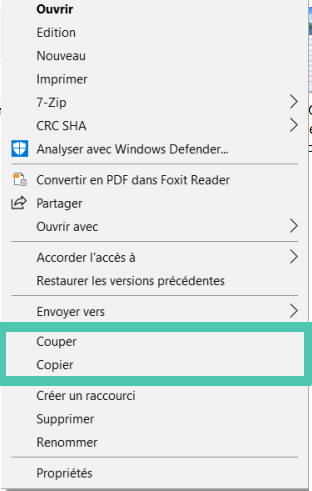 Ouvrir
Edition
Nouveau
Imprimer
7-Zip
CRC SHA
Analyser avec Windows Defender...
Convertir en PDF dans Foxit Reader
Partager
Ouvrir avec
Accorder l'accès à
Restaurer les versions précédentes
Envoyer vers
Couper
Copier
Créer un raccourci
Supprimer
Renommer
Propriétés